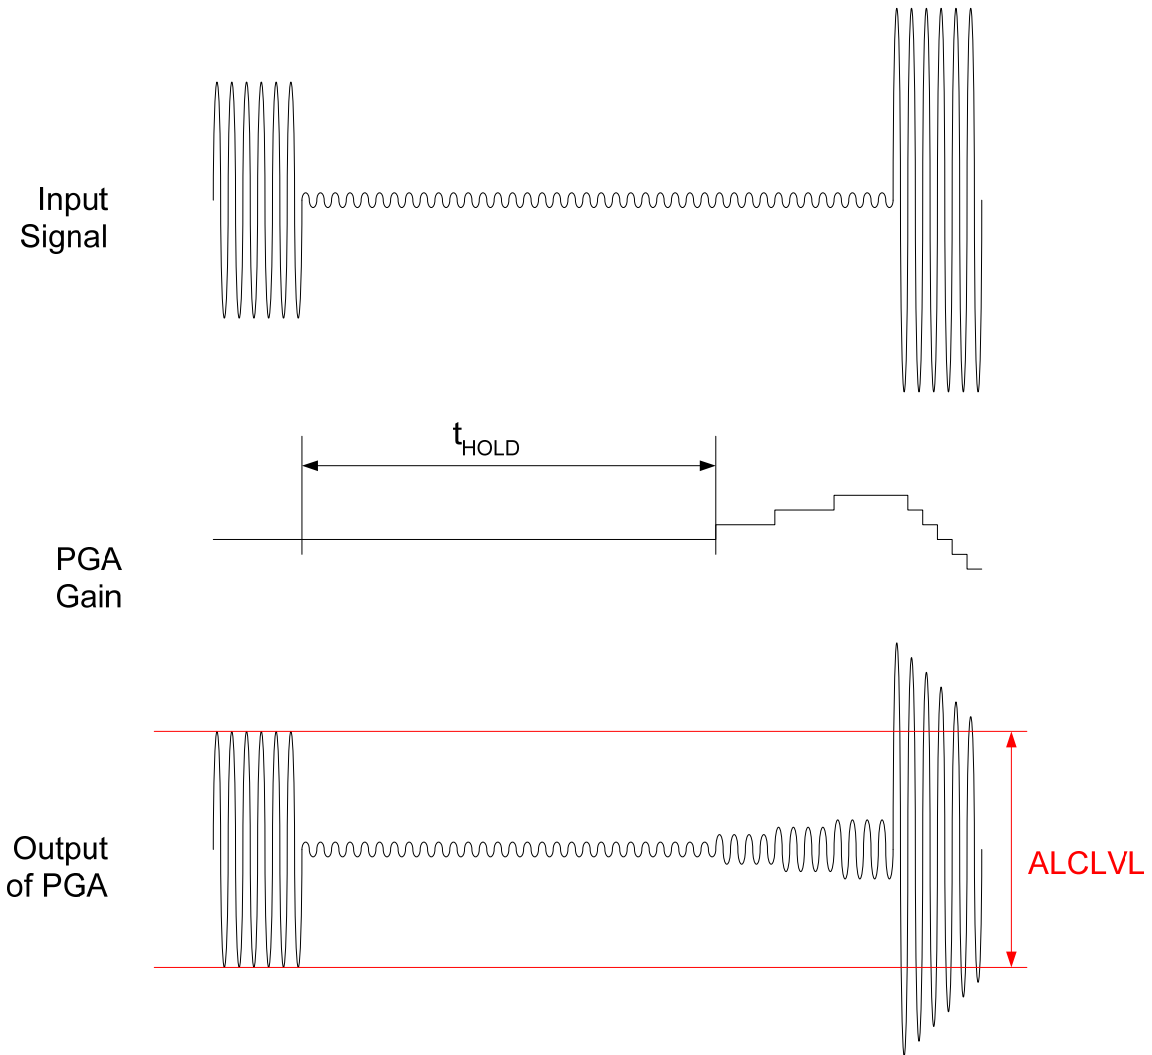 Input
Signal
tHOLD
PGA
Gain
Output
of PGA
ALCLVL